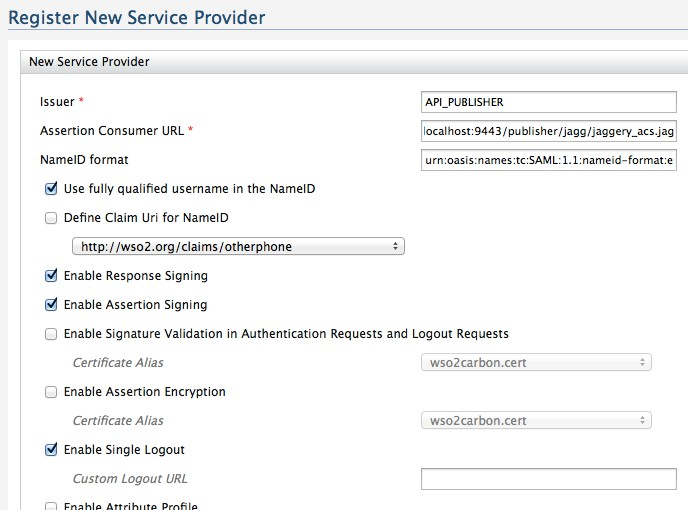 Register New Service Provider
New Service Provider
Issuer *
API_PUBLISHER
Assertion Consumer URL *
localhost:9443/publisher/jagg/jaggery_acs.jag
NameID format
urn:oasis:names:tc:SAML:1.1:nameid-format:e
Use fully qualified username in the NameID
Define Claim Uri for NameID
http://wso2.org/claims/otherphone
Enable Response Signing
Enable Assertion Signing
Enable Signature Validation in Authentication Requests and Logout Requests
Certificate Alias
wso2carbon.cert
Enable Assertion Encryption
Certificate Alias
wso2carbon.cert
Enable Single Logout
Custom Logout URL
Enable Attribute Profile